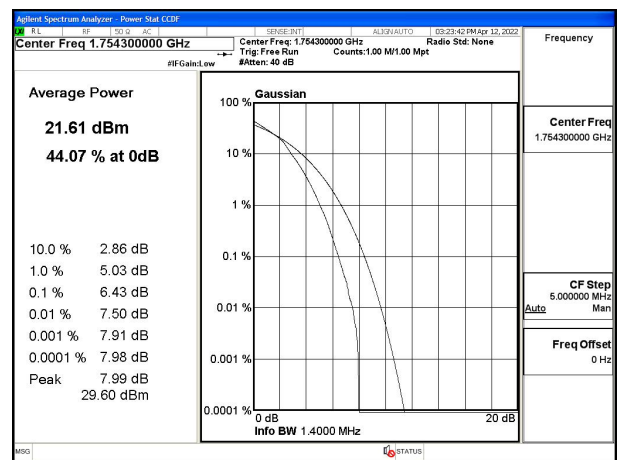 Agilent Spectrum Analyzer - Power Stat CCDF
RL RF 50 Ω AC SENSE:INT ALIGN AUTO 03:23:42 PM Apr 12, 2022
Center Freq 1.754300000 GHz
Center Freq: 1.754300000 GHz Radio Std: None
Trig: Free Run Counts:1.00 M/1.00 Mpt
#IFGain:Low #Atten: 40 dB
Frequency
Average Power
21.61 dBm
44.07 % at 0dB
10.0 % 2.86 dB
1.0 % 5.03 dB
0.1 % 6.43 dB
0.01 % 7.50 dB
0.001 % 7.91 dB
0.0001 % 7.98 dB
Peak 7.99 dB
29.60 dBm
Gaussian
100 %
10 %
1 %
0.1 %
0.01 %
0.001 %
0.0001 %
0 dB 20 dB
Info BW 1.4000 MHz
Center Freq
1.754300000 GHz
CF Step
5.000000 MHz
Auto Man
Freq Offset
0 Hz
MSG STATUS